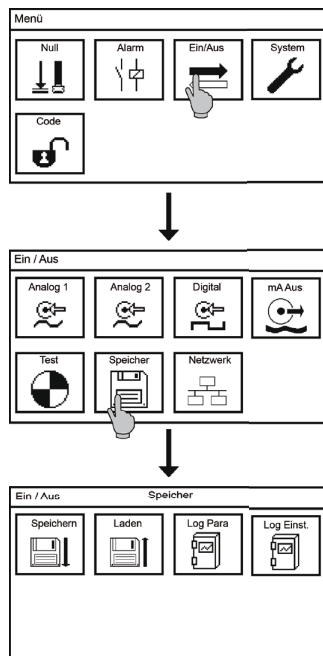 Menü
Null Alarm Ein/Aus System
Code
Ein / Aus
Analog 1 Analog 2 Digital mA Aus
Test Speicher Netzwerk
Ein / Aus Speicher
Speichern Laden Log Para Log Einst.